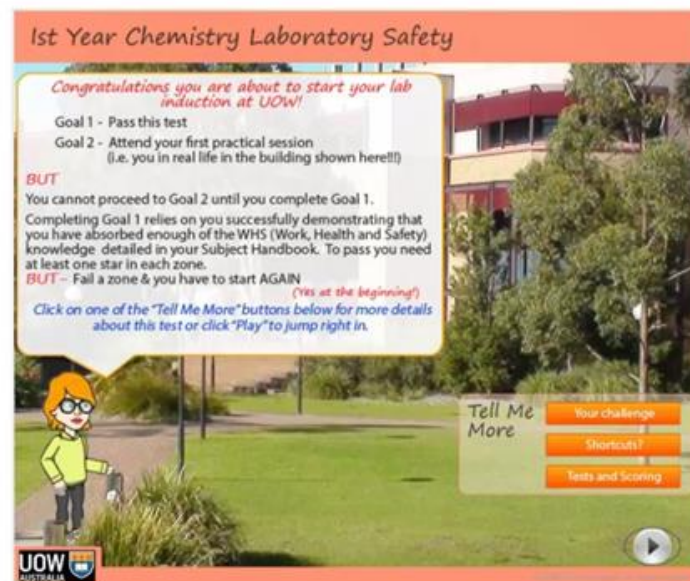 1st Year Chemistry Laboratory Safety
Congratulations you are about to start your lab
induction at UOW!
Goal 1 - Pass this test
Goal 2 - Attend your first practical session
(i.e. you in real life in the building shown here!!!)
BUT
You cannot proceed to Goal 2 until you complete Goal 1.
Completing Goal 1 relies on you successfully demonstrating that
you have absorbed enough of the WHS (Work, Health and Safety)
knowledge detailed in your Subject Handbook. To pass you need
at least one star in each zone.
BUT - Fail a zone & you have to start AGAIN
(Yes at the beginning!)
Click on one of the "Tell Me More" buttons below for more details
about this test or click "Play" to jump right in.
Tell Me
More
Your challenge
Shortcuts?
Tests and Scoring
UOW
AUSTRALIA